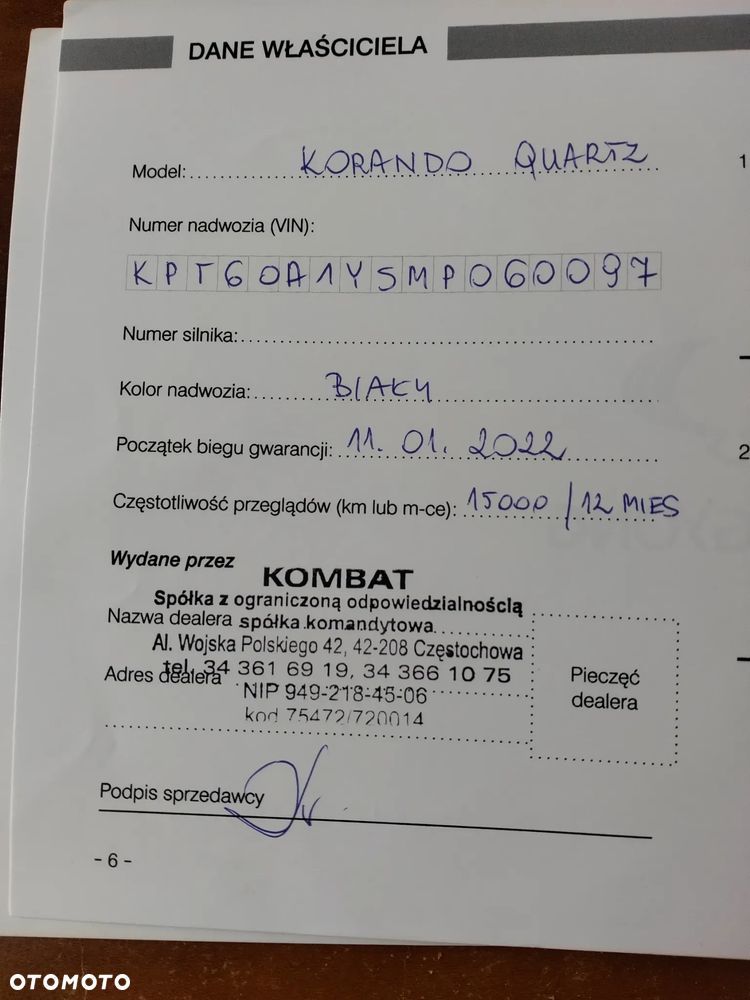 DANE WŁAŚCICIELA
Model: KORANDO QUARTZ
1
Numer nadwozia (VIN):
KPTG0A1YSMP060097
Numer silnika:
Kolor nadwozia: BIAŁY
Początek biegu gwarancji: 11. 01. 2022
2
Częstotliwość przeglądów (km lub m-ce): 15000 / 12 MIES
Wydane przez
KOMBAT
Spółka z ograniczoną odpowiedzialnością
Nazwa dealera spółka komandytowa
Al. Wojska Polskiego 42, 42-208 Częstochowa
tel. 34 361 69 19, 34 366 10 75
Adres dealera
NIP 949-218-45-06
kod 75472/720014
Pieczęć
dealera
Podpis sprzedawcy
- 6 -
OTOMOTO